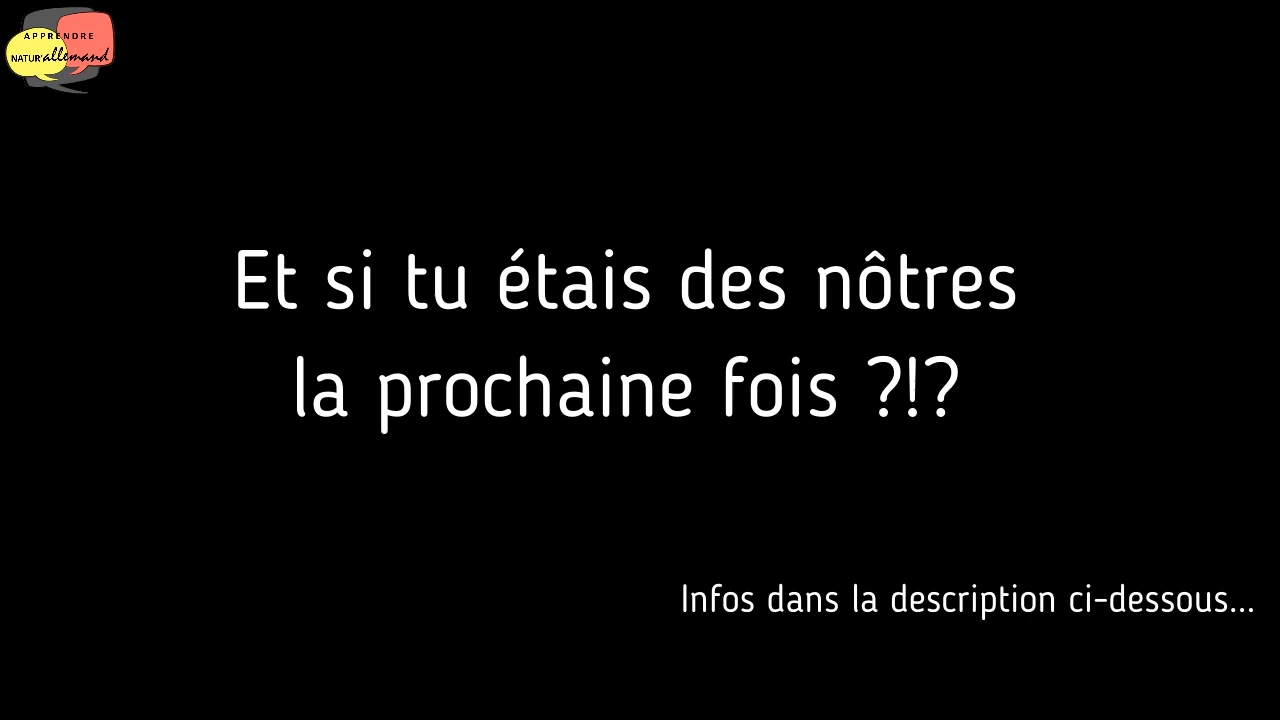 APPRENDRE
NATUR'allemand
Et si tu étais des nôtres
la prochaine fois ?!?
Infos dans la description ci-dessous...